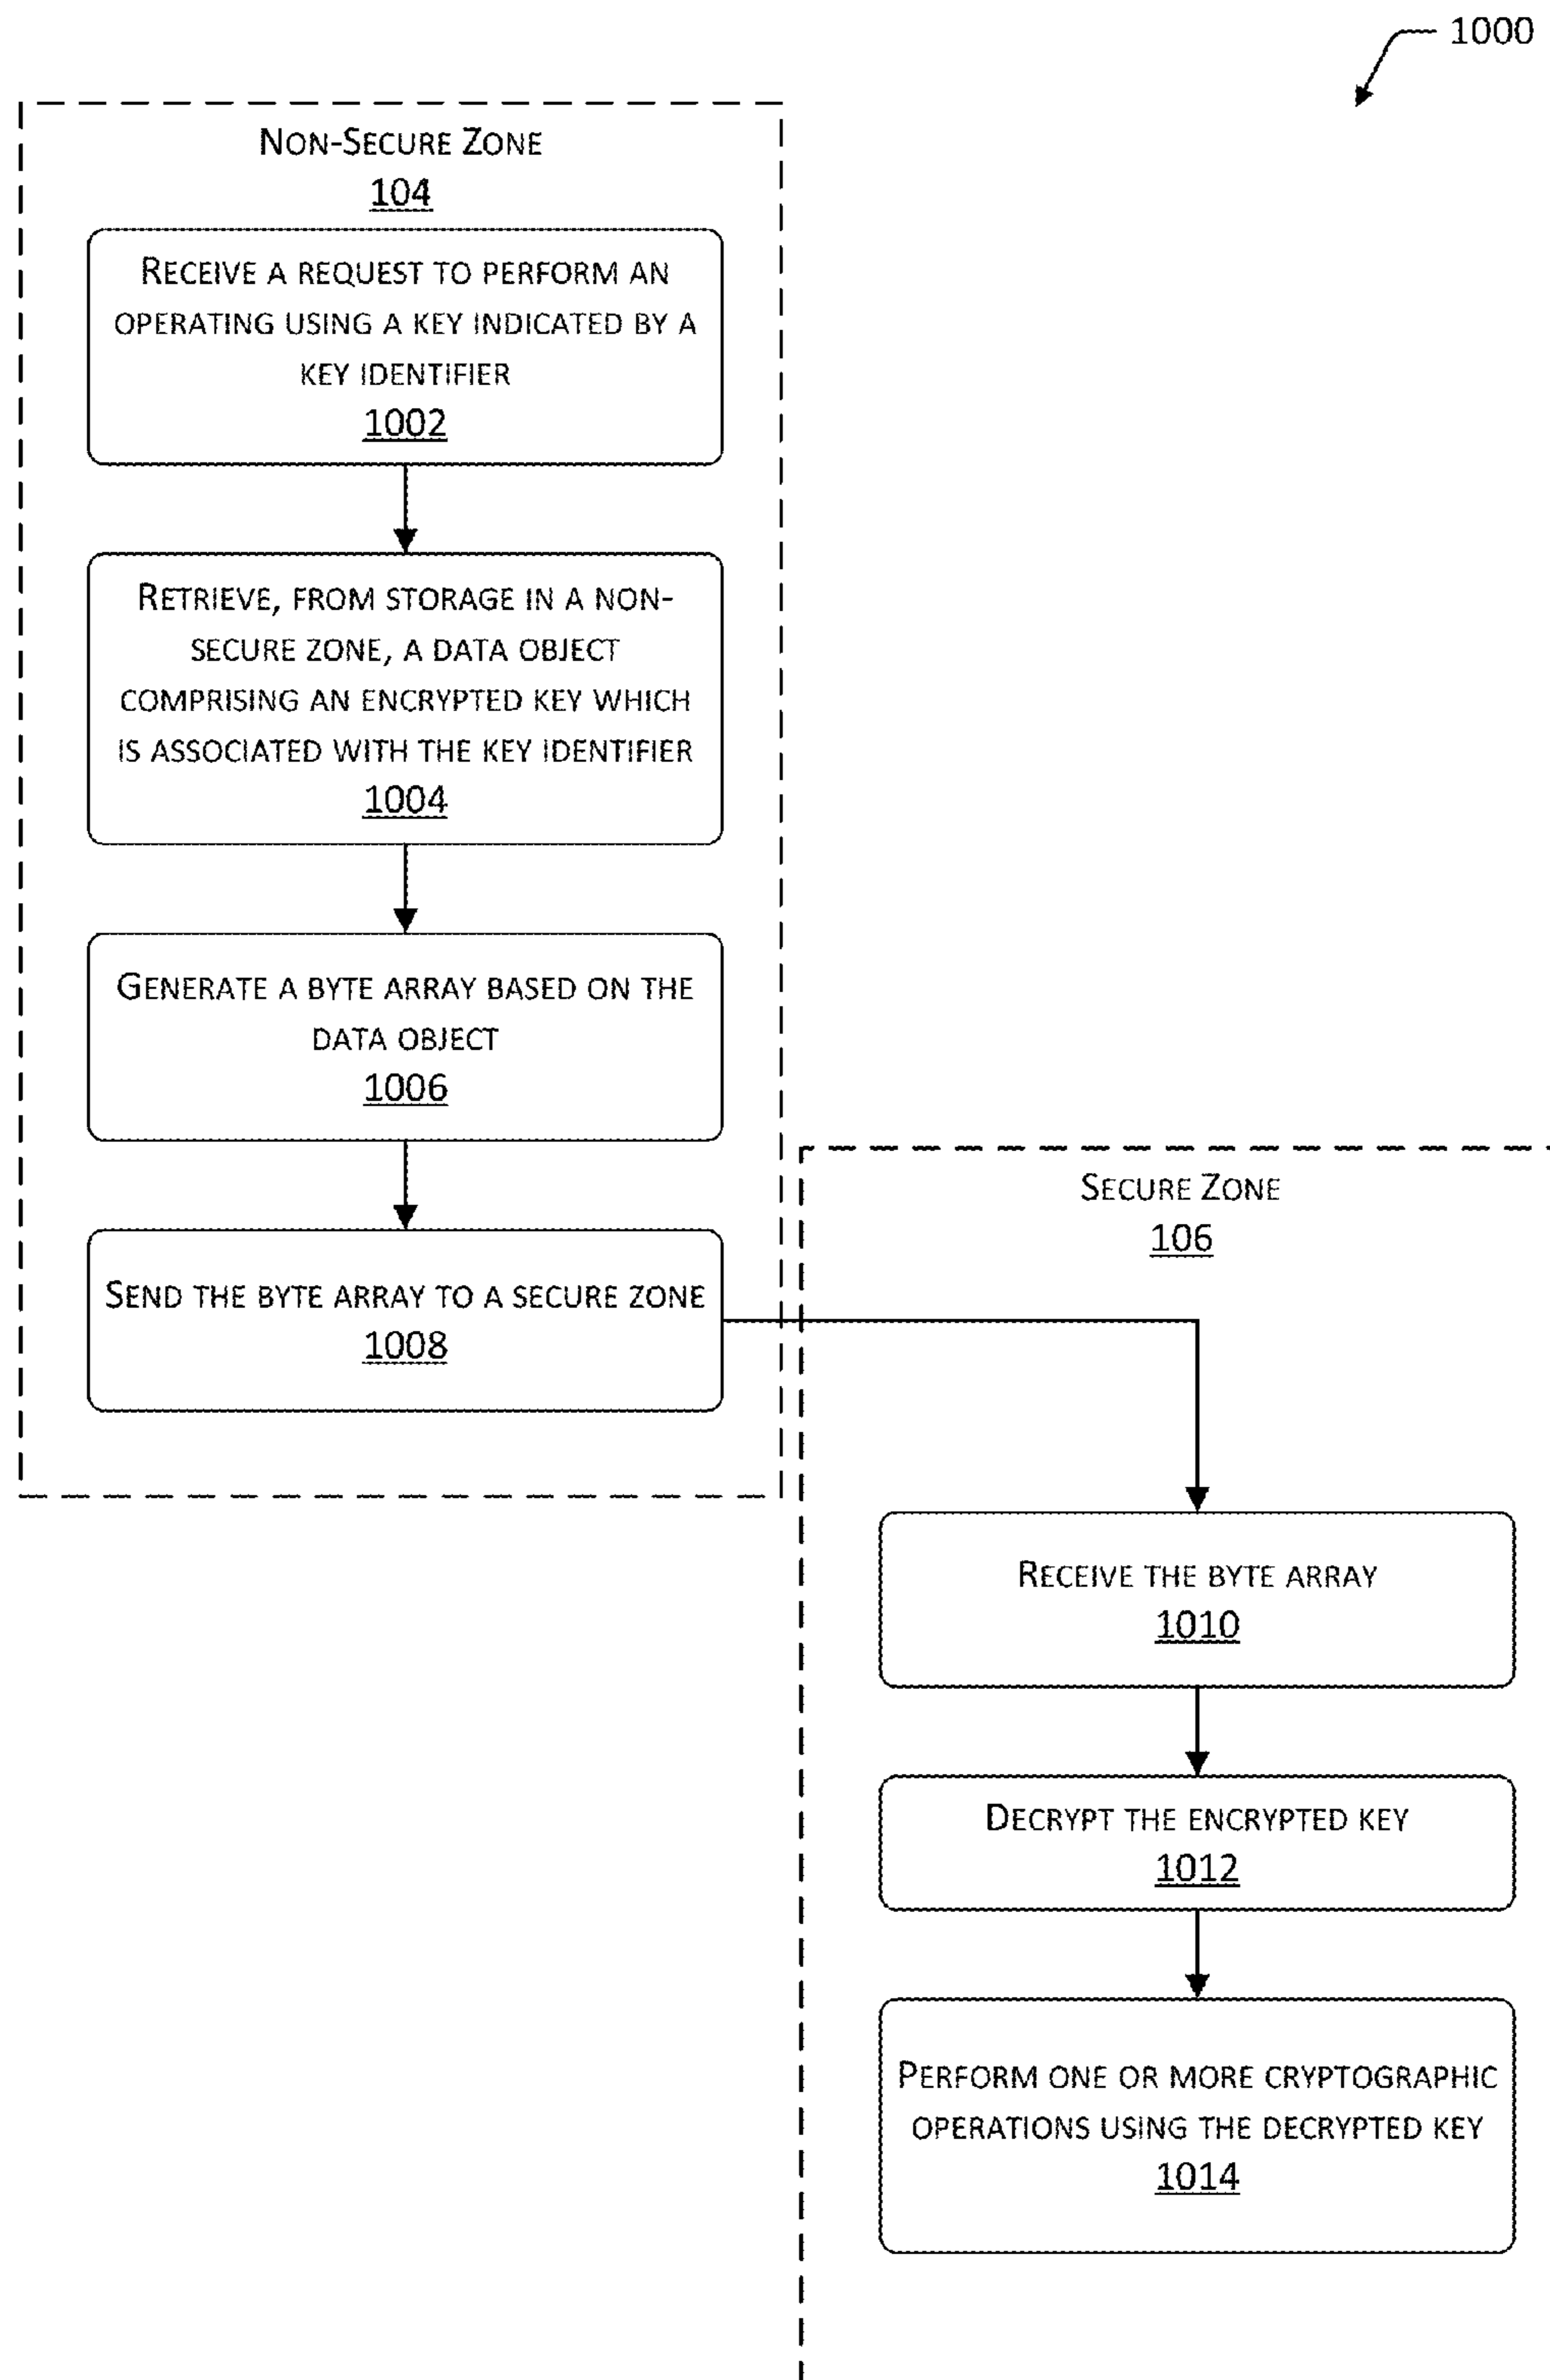 1000
NON-SECURE ZONE
104
RECEIVE A REQUEST TO PERFORM AN
OPERATING USING A KEY INDICATED BY A
KEY IDENTIFIER
1002
RETRIEVE, FROM STORAGE IN A NON-
SECURE ZONE, A DATA OBJECT
COMPRISING AN ENCRYPTED KEY WHICH
IS ASSOCIATED WITH THE KEY IDENTIFIER
1004
GENERATE A BYTE ARRAY BASED ON THE
DATA OBJECT
1006
SEND THE BYTE ARRAY TO A SECURE ZONE
1008
SECURE ZONE
106
RECEIVE THE BYTE ARRAY
1010
DECRYPT THE ENCRYPTED KEY
1012
PERFORM ONE OR MORE CRYPTOGRAPHIC
OPERATIONS USING THE DECRYPTED KEY
1014